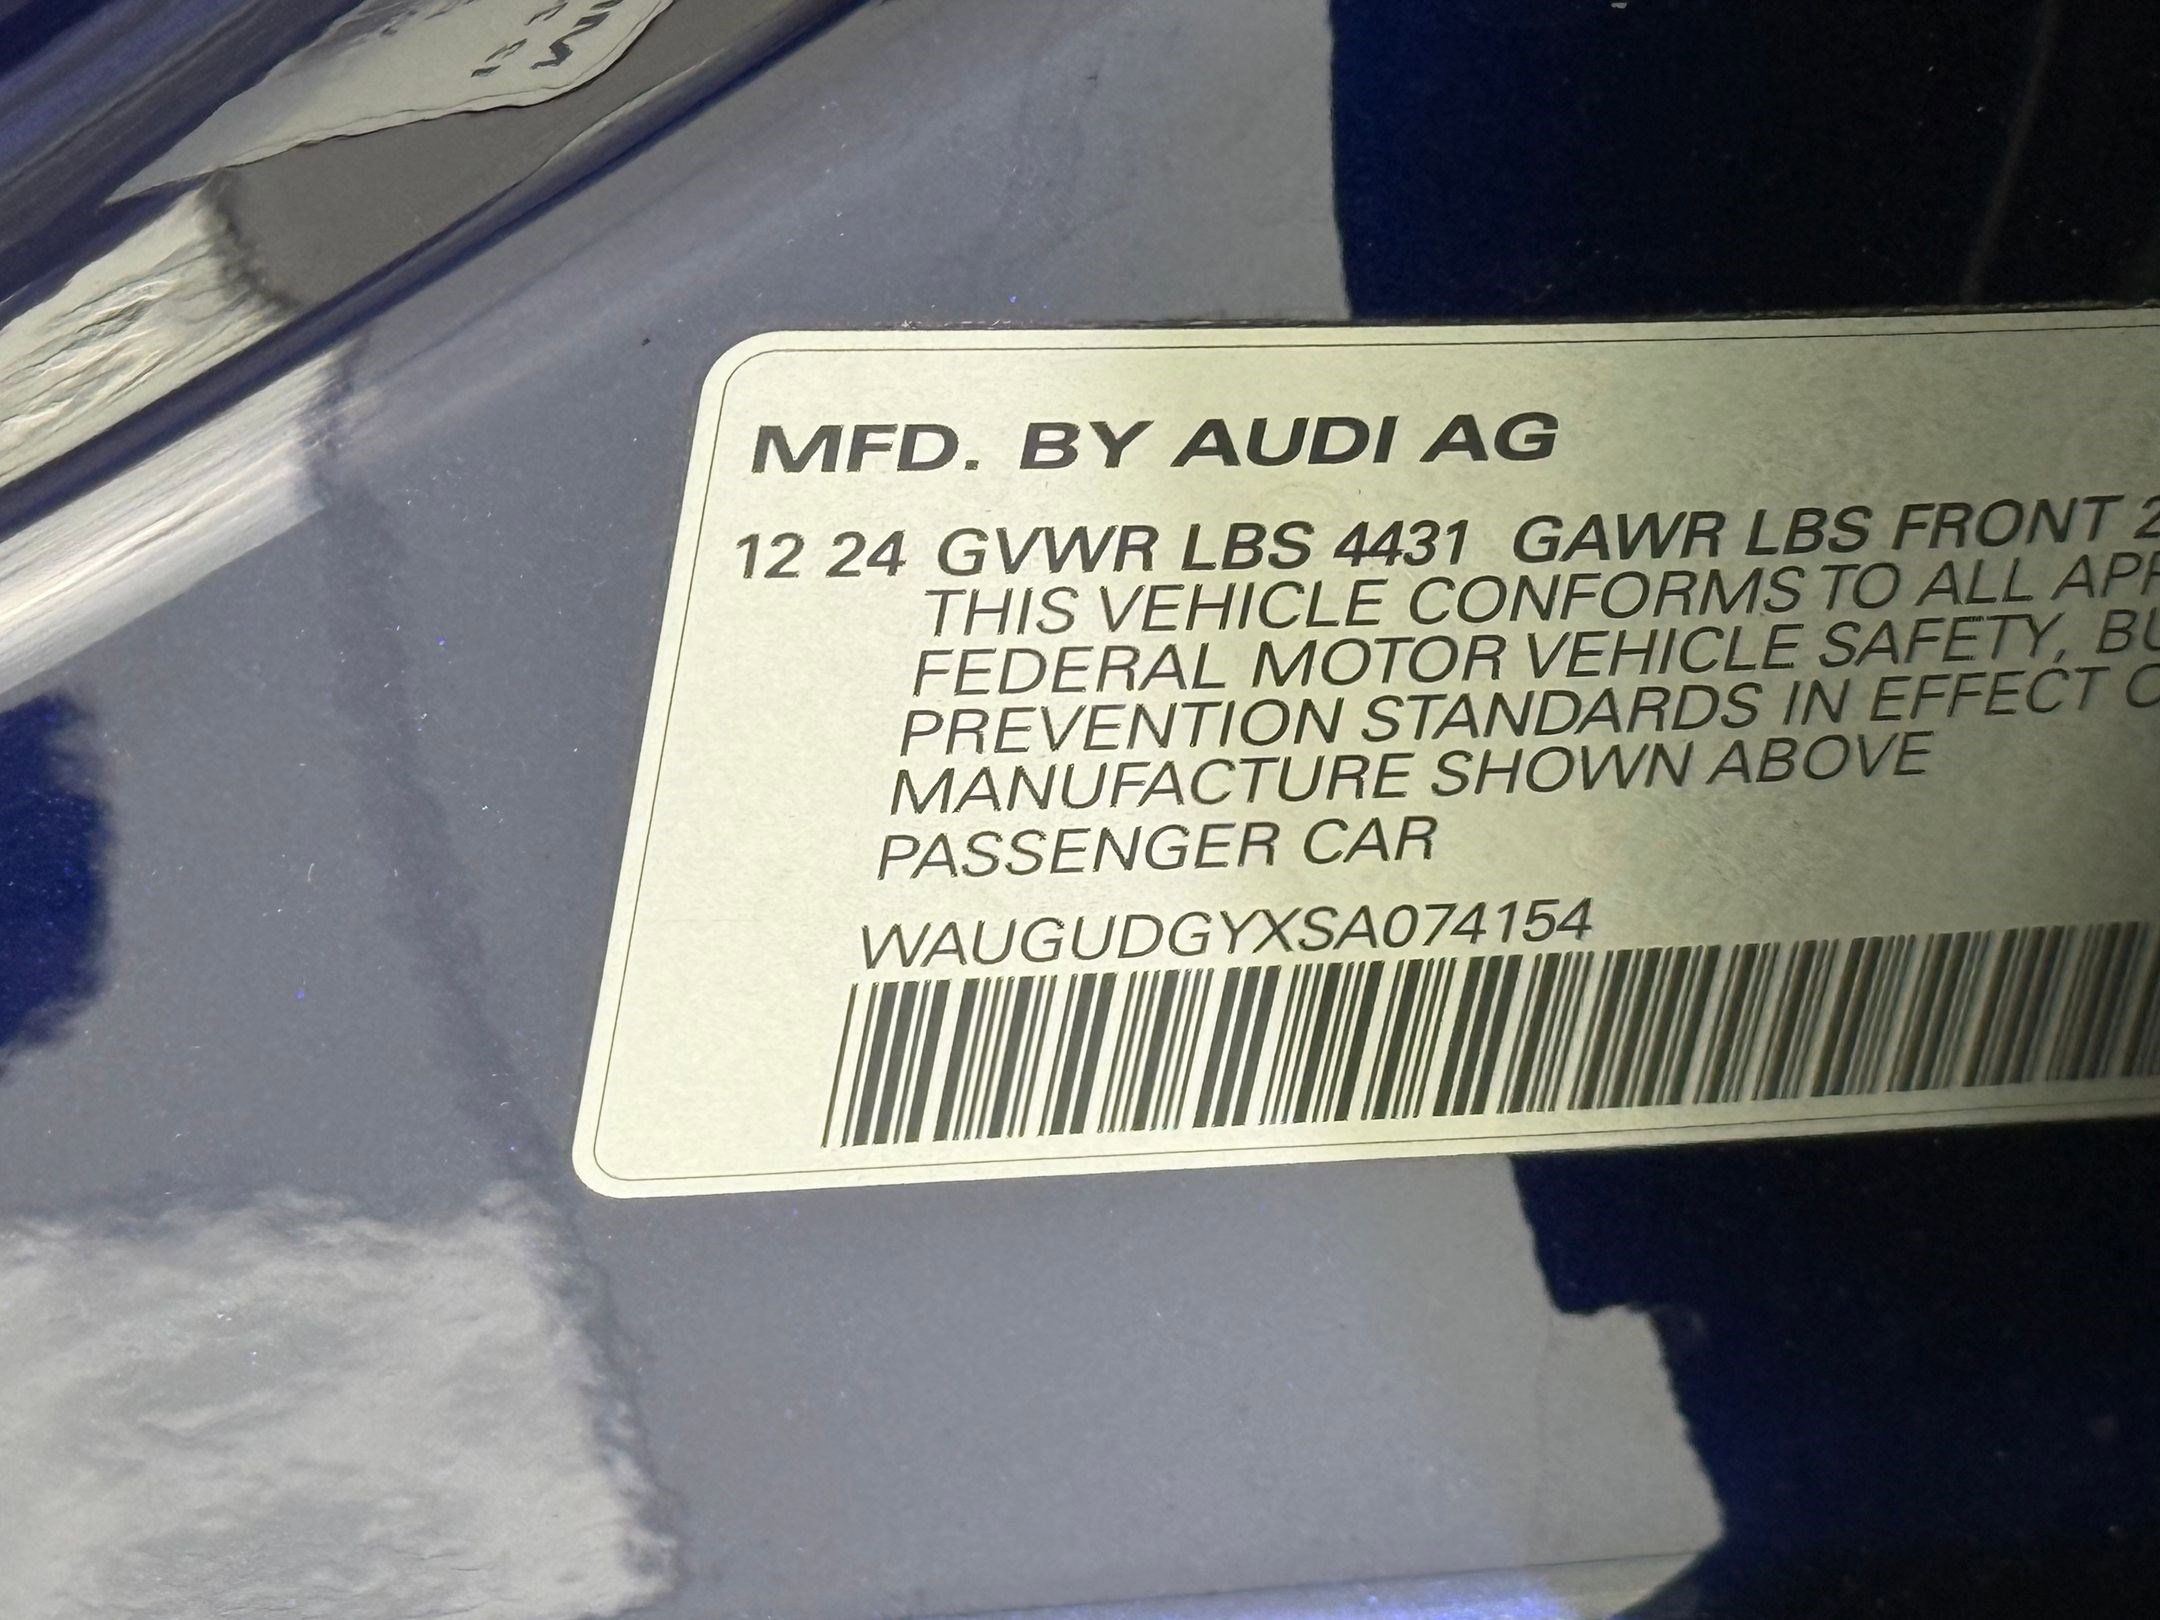 MFD. BY AUDI AG
12 24 GVWR LBS 4431 GAWR LBS FRONT
THIS VEHICLE CONFORMS TO ALL
FEDERAL MOTOR VEHICLE SAFETY,
PREVENTION STANDARDS IN EFFECT
MANUFACTURE SHOWN ABOVE
PASSENGER CAR
WAUGUDGYXSA074154